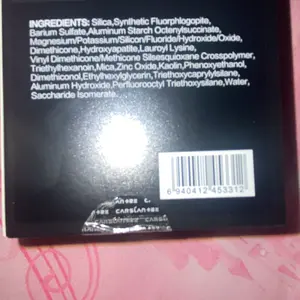 INGREDIENTS: Silica,Synthetic Fluorphlogopite,
Barium Sulfate,Aluminum Starch Octenylsuccinate,
Magnesium/Potassium/Silicon/Fluoride/Hydroxide/Oxide,
Dimethicone,Hydroxyapatite,Lauroyl Lysine,
Vinyl Dimethicone/Methicone Silsesquioxane Crosspolymer,
Triethylhexanoin,Mica,Zinc Oxide,Kaolin,Phenoxyethanol,
Dimethiconol,Ethylhexylglycerin,Triethoxycaprylylsilane,
Aluminum Hydroxide,Perfluorooctyl Triethoxysilane,Water,
Saccharide Isomerate.
6 940412 453312